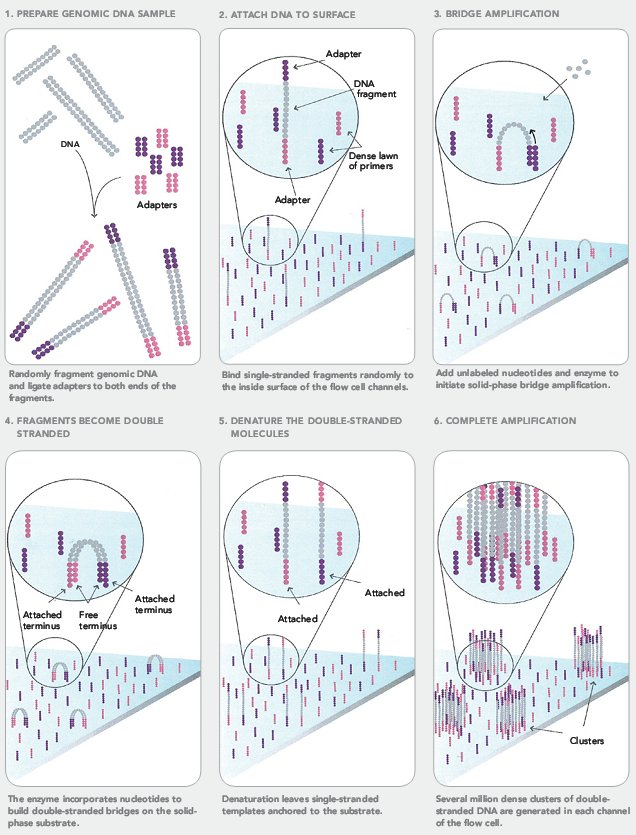 1. PREPARE GENOMIC DNA SAMPLE
DNA
Adapters
Randomly fragment genomic DNA
and ligate adapters to both ends of the
fragments.
2. ATTACH DNA TO SURFACE
Adapter
DNA
fragment
Dense lawn
of primers
Adapter
Bind single-stranded fragments randomly to
the inside surface of the flow cell channels.
3. BRIDGE AMPLIFICATION
Add unlabeled nucleotides and enzyme to
initiate solid-phase bridge amplification.
4. FRAGMENTS BECOME DOUBLE
STRANDED
Attached
terminus
Free
terminus
Attached
terminus
The enzyme incorporates nucleotides to
build double-stranded bridges on the solid-
phase substrate.
5. DENATURE THE DOUBLE-STRANDED
MOLECULES
Attached
Attached
Denaturation leaves single-stranded
templates anchored to the substrate.
6. COMPLETE AMPLIFICATION
Clusters
Several million dense clusters of double-
stranded DNA are generated in each channel
of the flow cell.